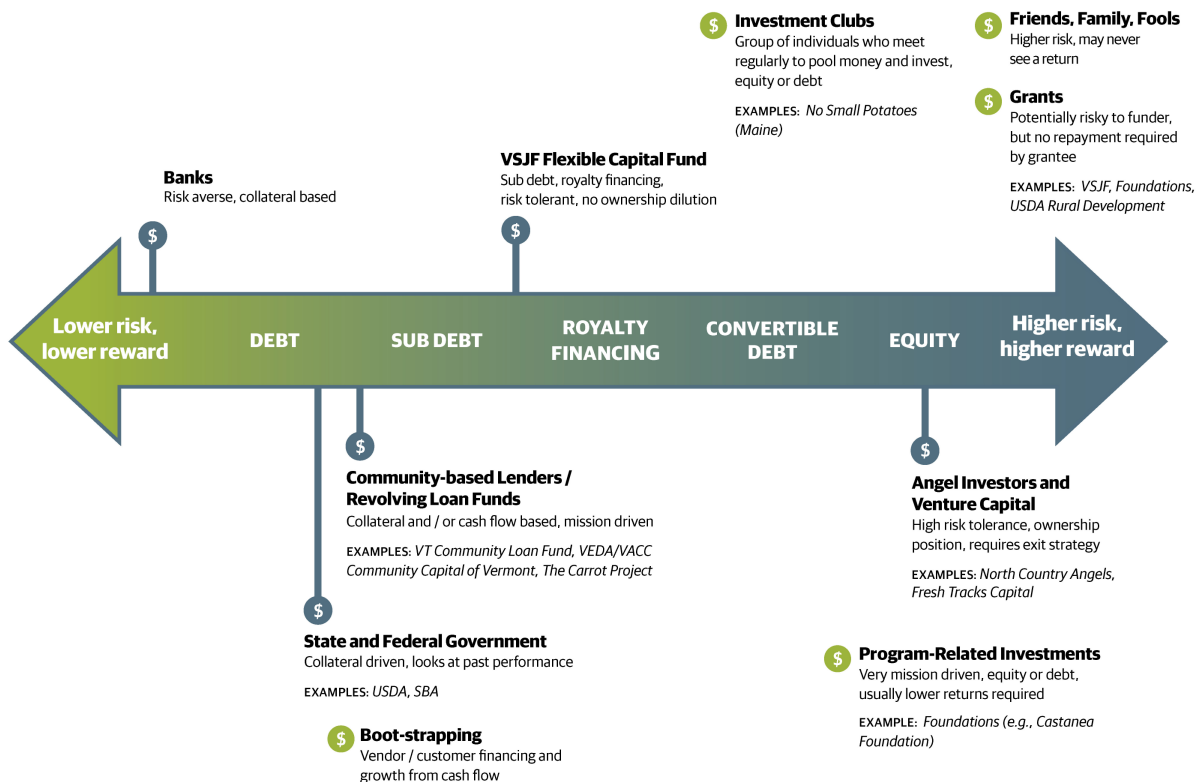 $
Investment Clubs
Group of individuals who meet
regularly to pool money and invest,
equity or debt
EXAMPLES: No Small Potatoes
(Maine)
$
Friends, Family, Fools
Higher risk, may never
see a return
$
Grants
Potentially risky to funder,
but no repayment required
by grantee
EXAMPLES: VSJF, Foundations,
USDA Rural Development
Banks
Risk averse, collateral based
$
VSJF Flexible Capital Fund
Sub debt, royalty financing,
risk tolerant, no ownership dilution
$
Lower risk,
lower reward
DEBT
SUB DEBT
ROYALTY
FINANCING
CONVERTIBLE
DEBT
EQUITY
Higher risk,
higher reward
$
Community-based Lenders /
Revolving Loan Funds
Collateral and / or cash flow based, mission driven
EXAMPLES: VT Community Loan Fund, VEDA/VACC
Community Capital of Vermont, The Carrot Project
$
Angel Investors and
Venture Capital
High risk tolerance, ownership
position, requires exit strategy
EXAMPLES: North Country Angels,
Fresh Tracks Capital
$
State and Federal Government
Collateral driven, looks at past performance
EXAMPLES: USDA, SBA
$
Program-Related Investments
Very mission driven, equity or debt,
usually lower returns required
EXAMPLE: Foundations (e.g., Castanea
Foundation)
$
Boot-strapping
Vendor / customer financing and
growth from cash flow